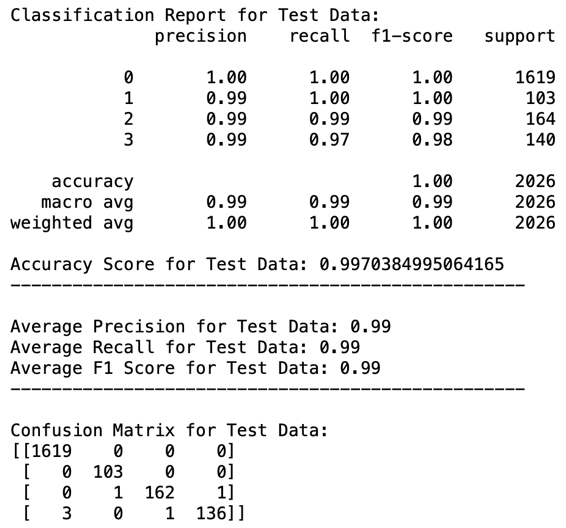 Classification Report for Test Data:
              precision    recall  f1-score   support

           0       1.00      1.00      1.00      1619
           1       0.99      1.00      1.00       103
           2       0.99      0.99      0.99       164
           3       0.99      0.97      0.98       140

    accuracy                           1.00      2026
   macro avg       0.99      0.99      0.99      2026
weighted avg       1.00      1.00      1.00      2026

Accuracy Score for Test Data: 0.9970384995064165
--------------------------------------------------

Average Precision for Test Data: 0.99
Average Recall for Test Data: 0.99
Average F1 Score for Test Data: 0.99
--------------------------------------------------

Confusion Matrix for Test Data:
[[1619    0    0    0]
 [   0  103    0    0]
 [   0    1  162    1]
 [   3    0    1  136]]